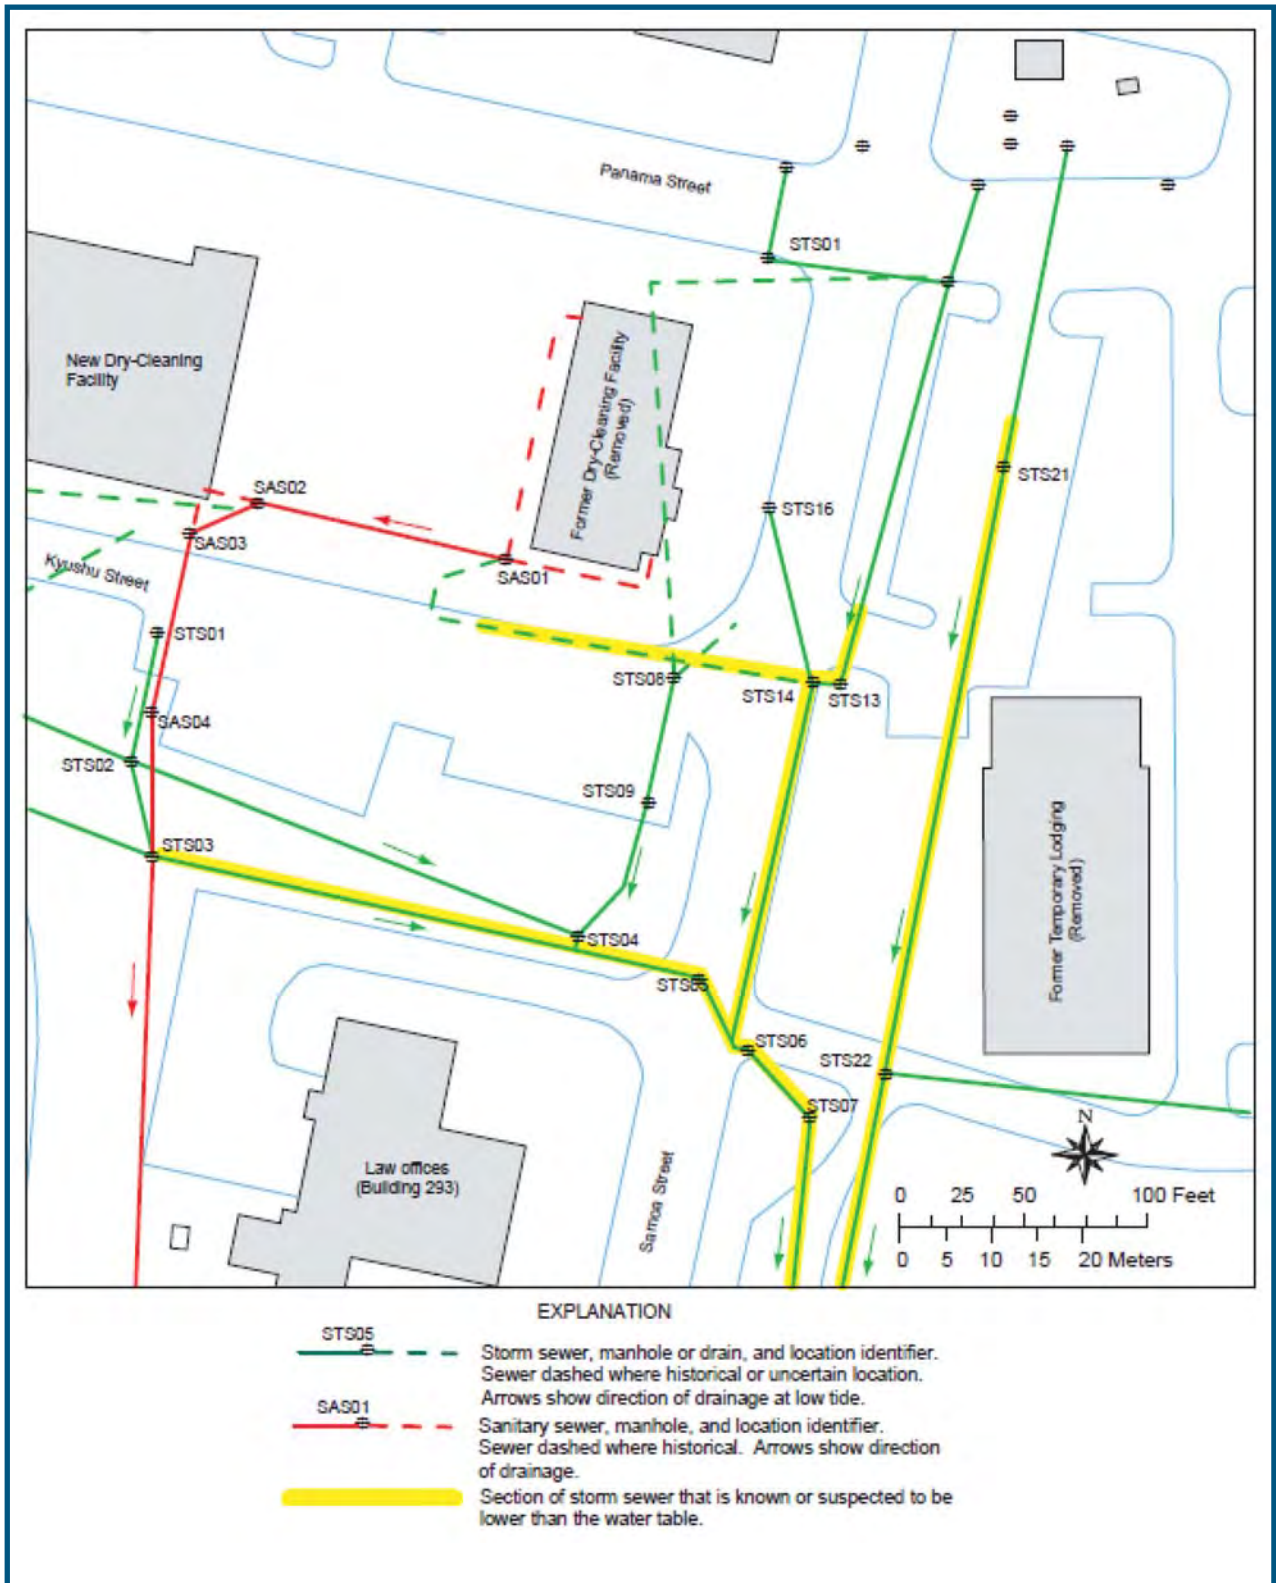 Panama Street
STS01
New Dry-Cleaning
Facility
Former Dry-Cleaning Facility
(Removed)
STS21
SAS02
STS16
SAS03
SAS01
Kyushu Street
STS01
STS08
STS14
STS13
SAS04
STS02
STS09
STS03
Former Temporary Lodging
(Removed)
STS04
STS05
STS06
STS22
STS07
N
Law offices
(Building 293)
Samoa Street
0 25 50 100 Feet
0 5 10 15 20 Meters
EXPLANATION
STS05
Storm sewer, manhole or drain, and location identifier.
Sewer dashed where historical or uncertain location.
Arrows show direction of drainage at low tide.
SAS01
Sanitary sewer, manhole, and location identifier.
Sewer dashed where historical. Arrows show direction
of drainage.
Section of storm sewer that is known or suspected to be
lower than the water table.